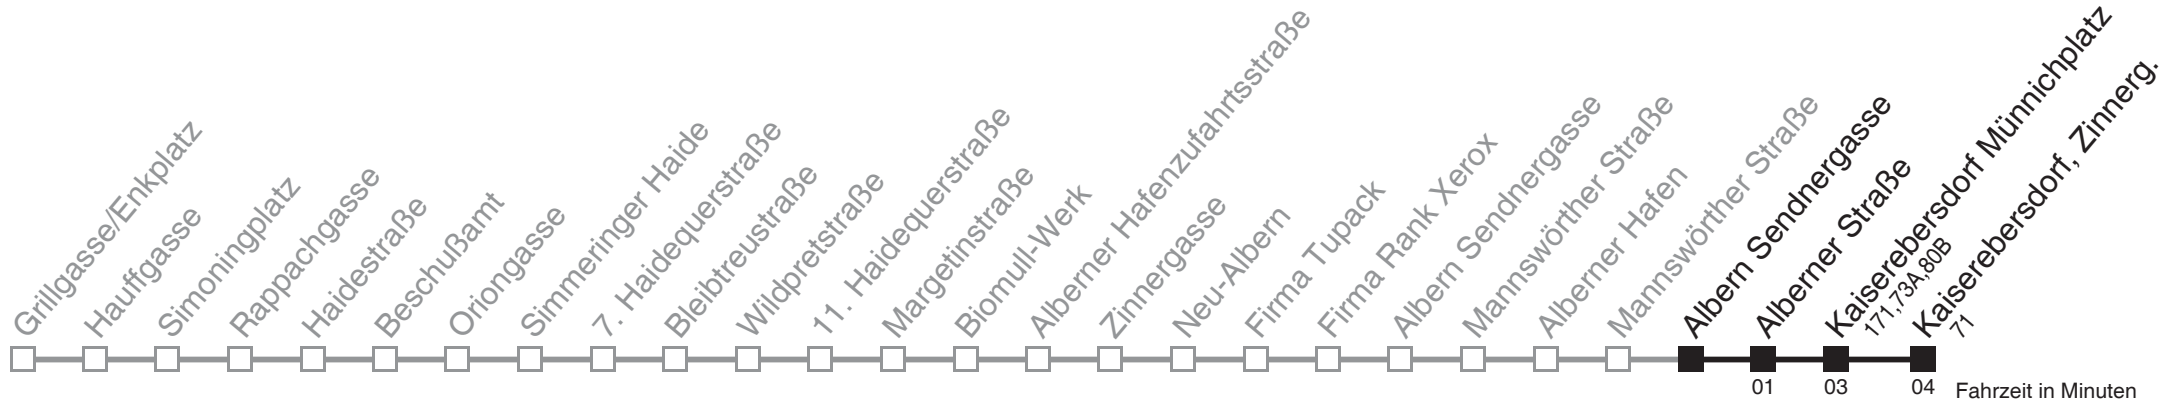 Grillgasse/Enkplatz
Hauffgasse
Simoningplatz
Rappachgasse
Haidestraße
Beschußamt
Oriongasse
Simmeringer Haide
7. Haidequerstraße
Bleibtreustraße
Wildpretstraße
11. Haidequerstraße
Margetinstraße
Biomull-Werk
Alberner Hafenzufahrtsstraße
Zinnergasse
Neu-Albern
Firma Tupack
Firma Rank Xerox
Albern Sendnergasse
Mannswörther Straße
Alberner Hafen
Mannswörther Straße
Albern Sendnergasse
Alberner Straße
Kaiserebersdorf Münnichplatz
171,73A,80B
Kaiserebersdorf, Zinnerg.
71
01 03 04 Fahrzeit in Minuten